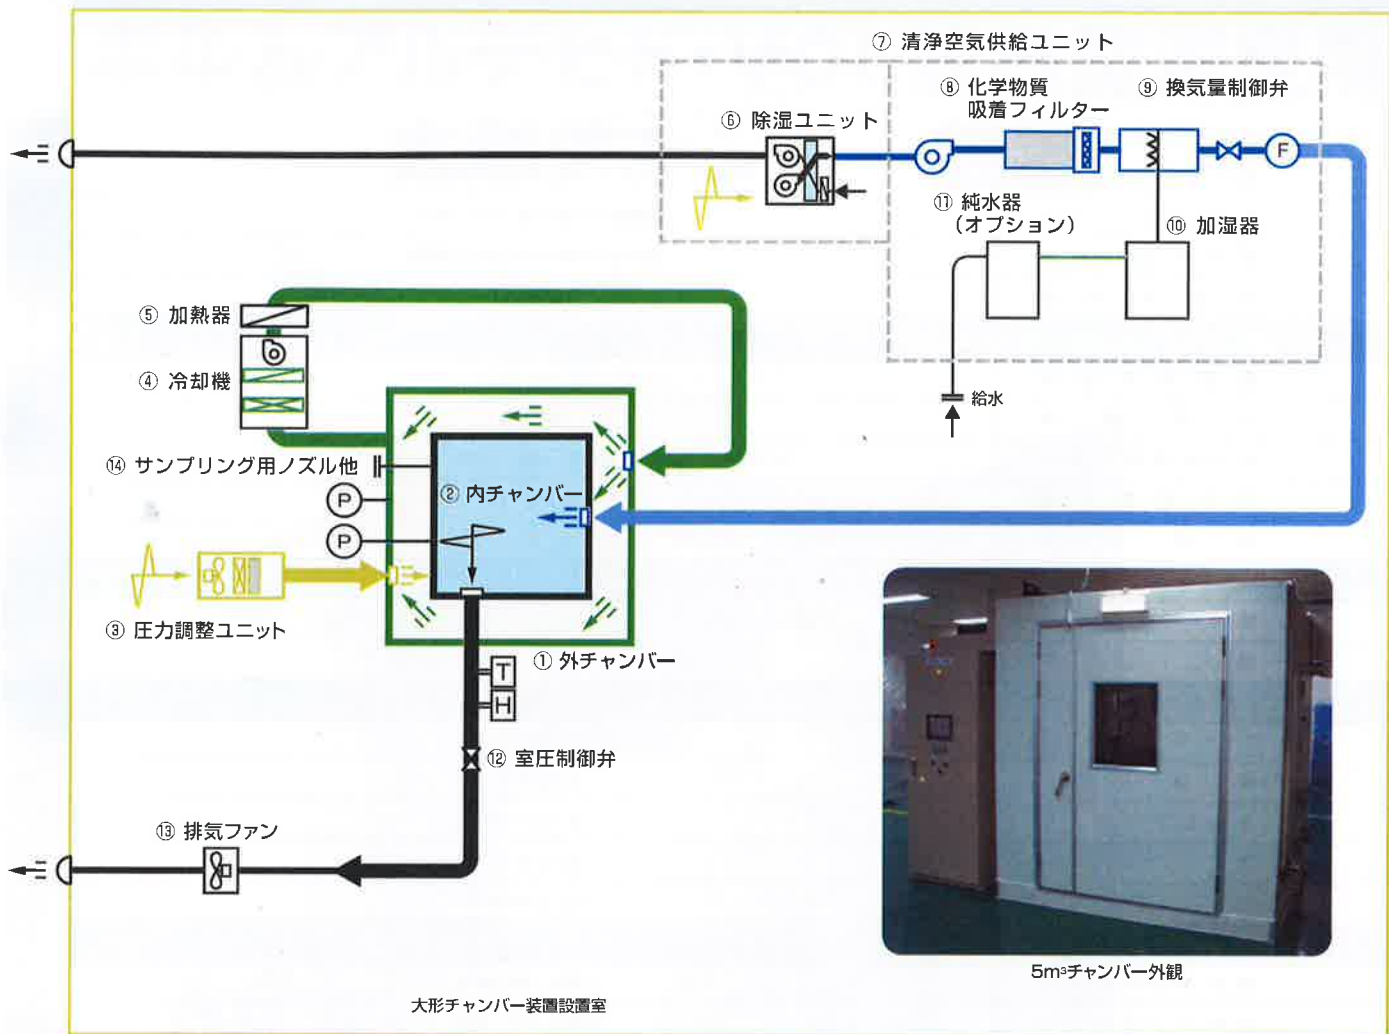 ⑦ 清浄空気供給ユニット
⑧ 化学物質
吸着フィルター
⑨ 換気量制御弁
⑥ 除湿ユニット
F
⑪ 純水器
(オプション)
⑩ 加湿器
⑤ 加熱器
④ 冷却機
給水
⑭ サンプリング用ノズル他
② 内チャンバー
P
P
③ 圧力調整ユニット
① 外チャンバー
T
H
⑫ 室圧制御弁
⑬ 排気ファン
5m³チャンバー外観
大形チャンバー装置設置室